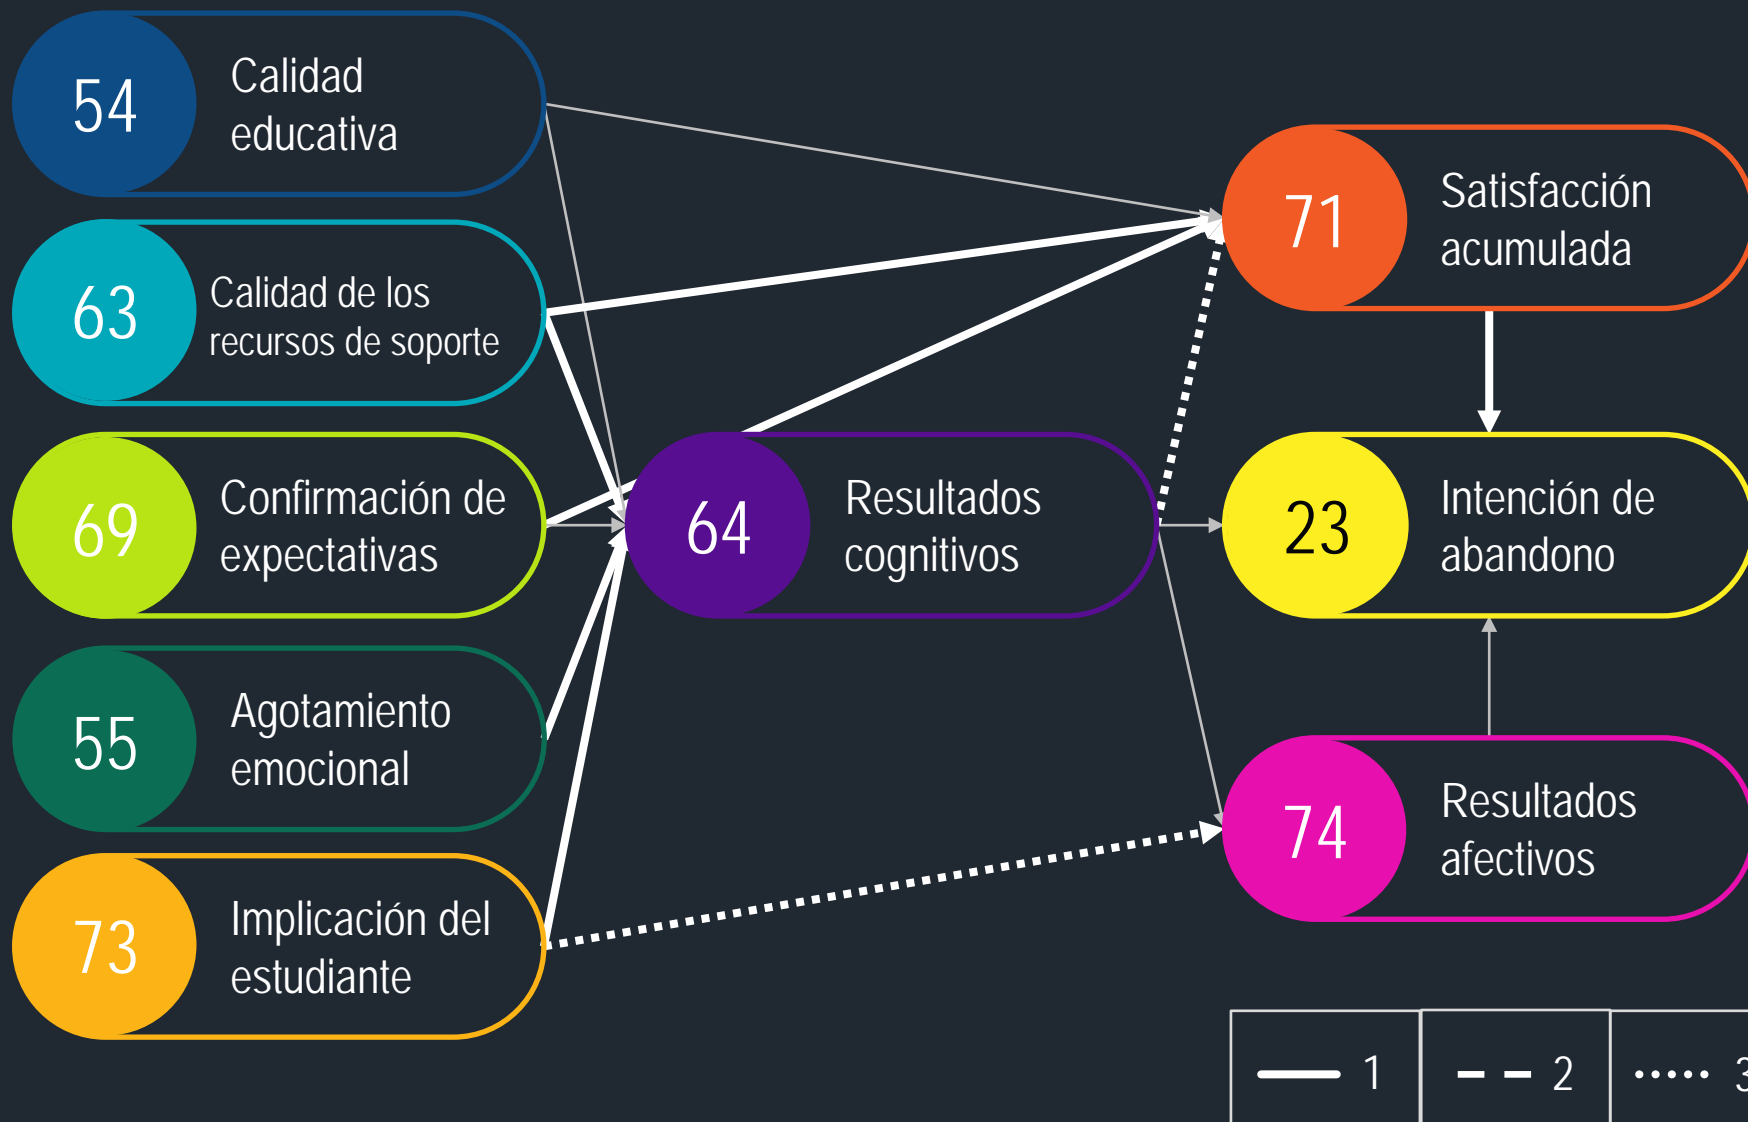 54
Calidad
educativa
63
Calidad de los
recursos de soporte
69
Confirmación de
expectativas
55
Agotamiento
emocional
73
Implicación del
estudiante
64
Resultados
cognitivos
71
Satisfacción
acumulada
23
Intención de
abandono
74
Resultados
afectivos
1
2
3